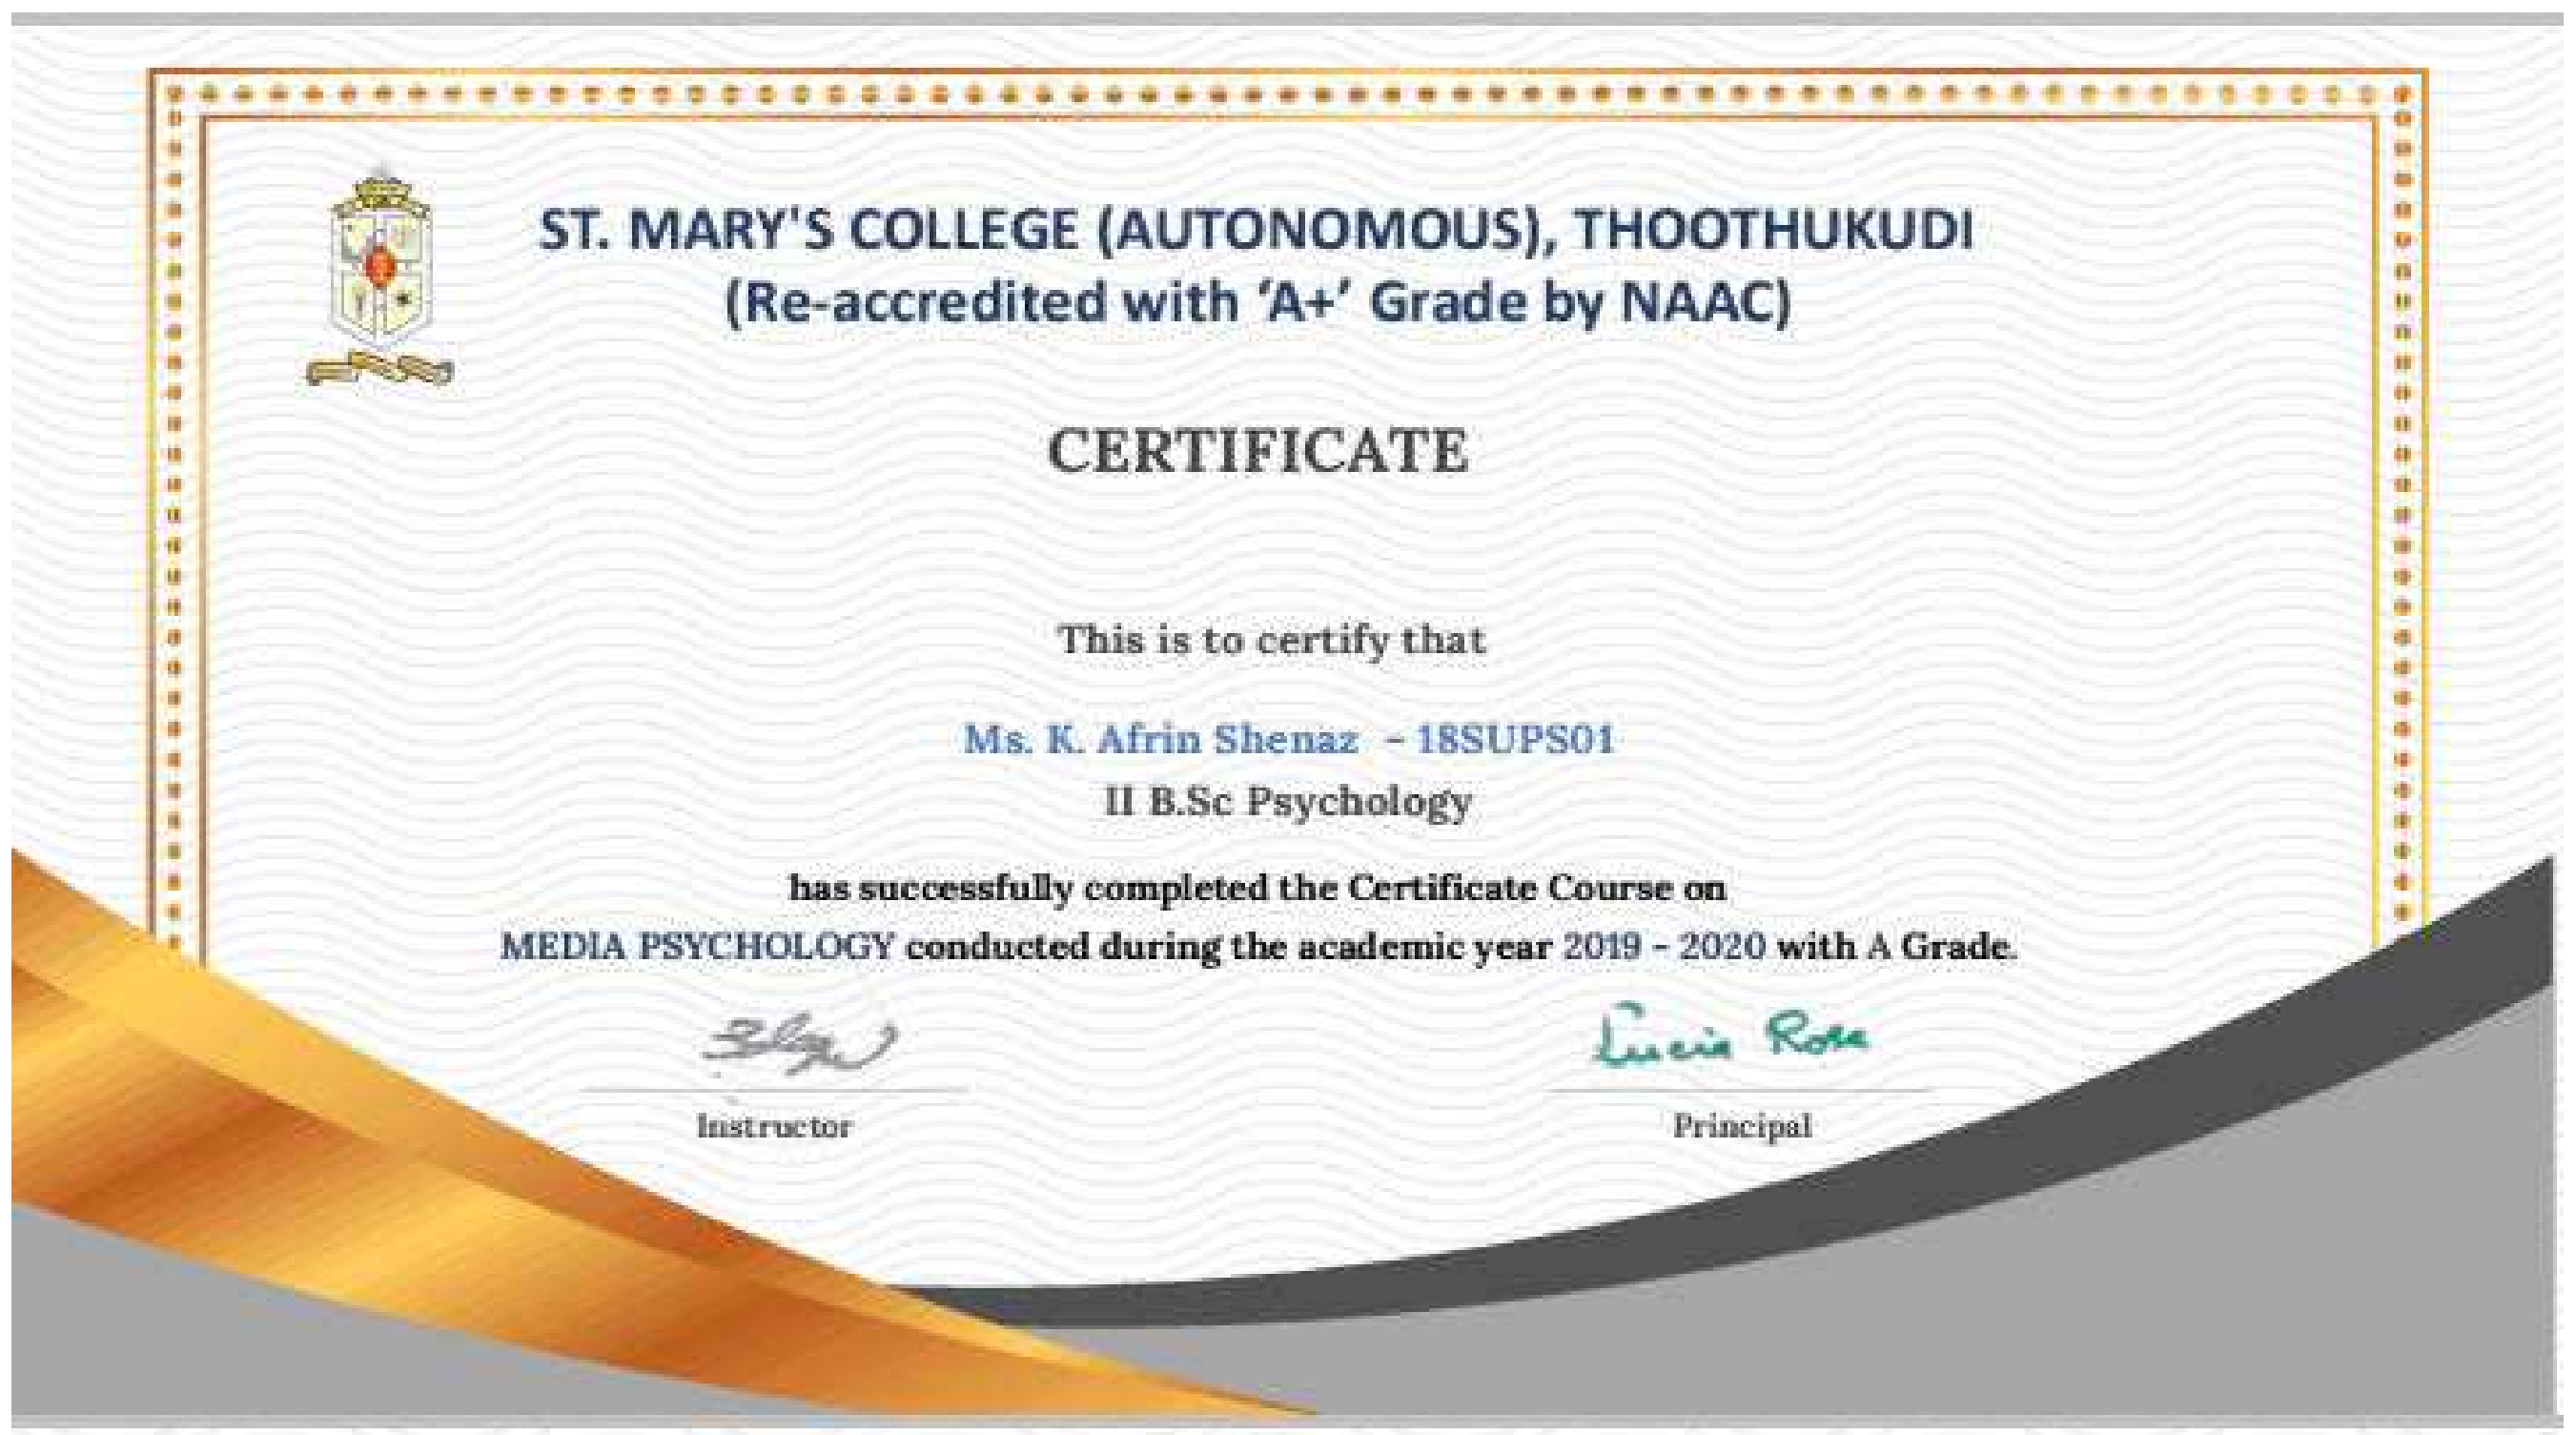 ST. MARY'S COLLEGE (AUTONOMOUS), THOOTHUKUDI
(Re-accredited with ‘A+’ Grade by NAAC)
CERTIFICATE
This is to certify that
Ms. K. Afrin Shenaz – 18SUPS01
II B.Sc Psychology
has successfully completed the Certificate Course on
MEDIA PSYCHOLOGY conducted during the academic year 2019 – 2020 with A Grade.
Lucia Rose
Instructor
Principal